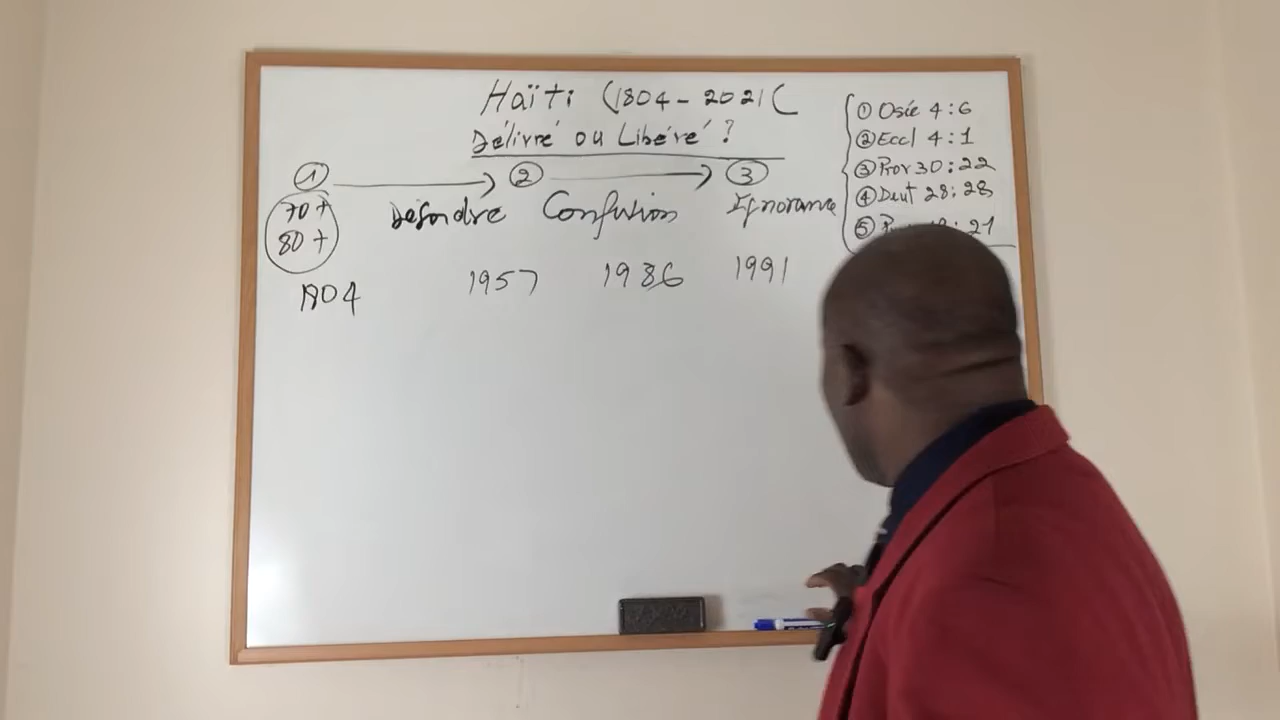 Haïti (1804 - 2021(
Délivré ou Libéré ?
① → ② → ③
70 +
80 +
Désordre Confusion Ignorance
1804 1957 1986 1991
① Osée 4 : 6
② Eccl 4 : 1
③ Prov 30 : 22
④ Deut 28 : 28
⑤ : 21